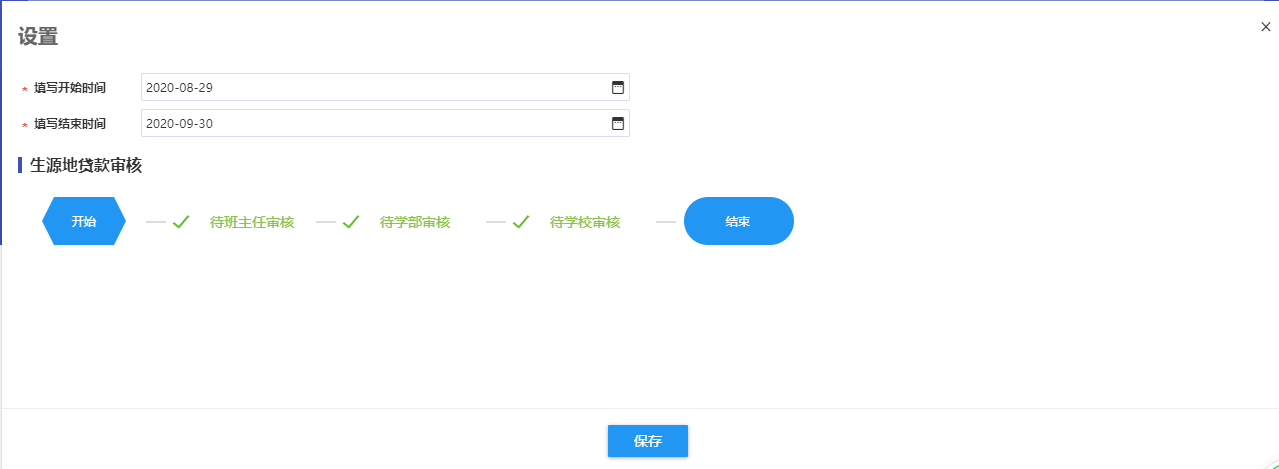 设置
* 填写开始时间 2020-08-29
* 填写结束时间 2020-09-30
生源地贷款审核
开始 待班主任审核 待学部审核 待学校审核 结束
保存